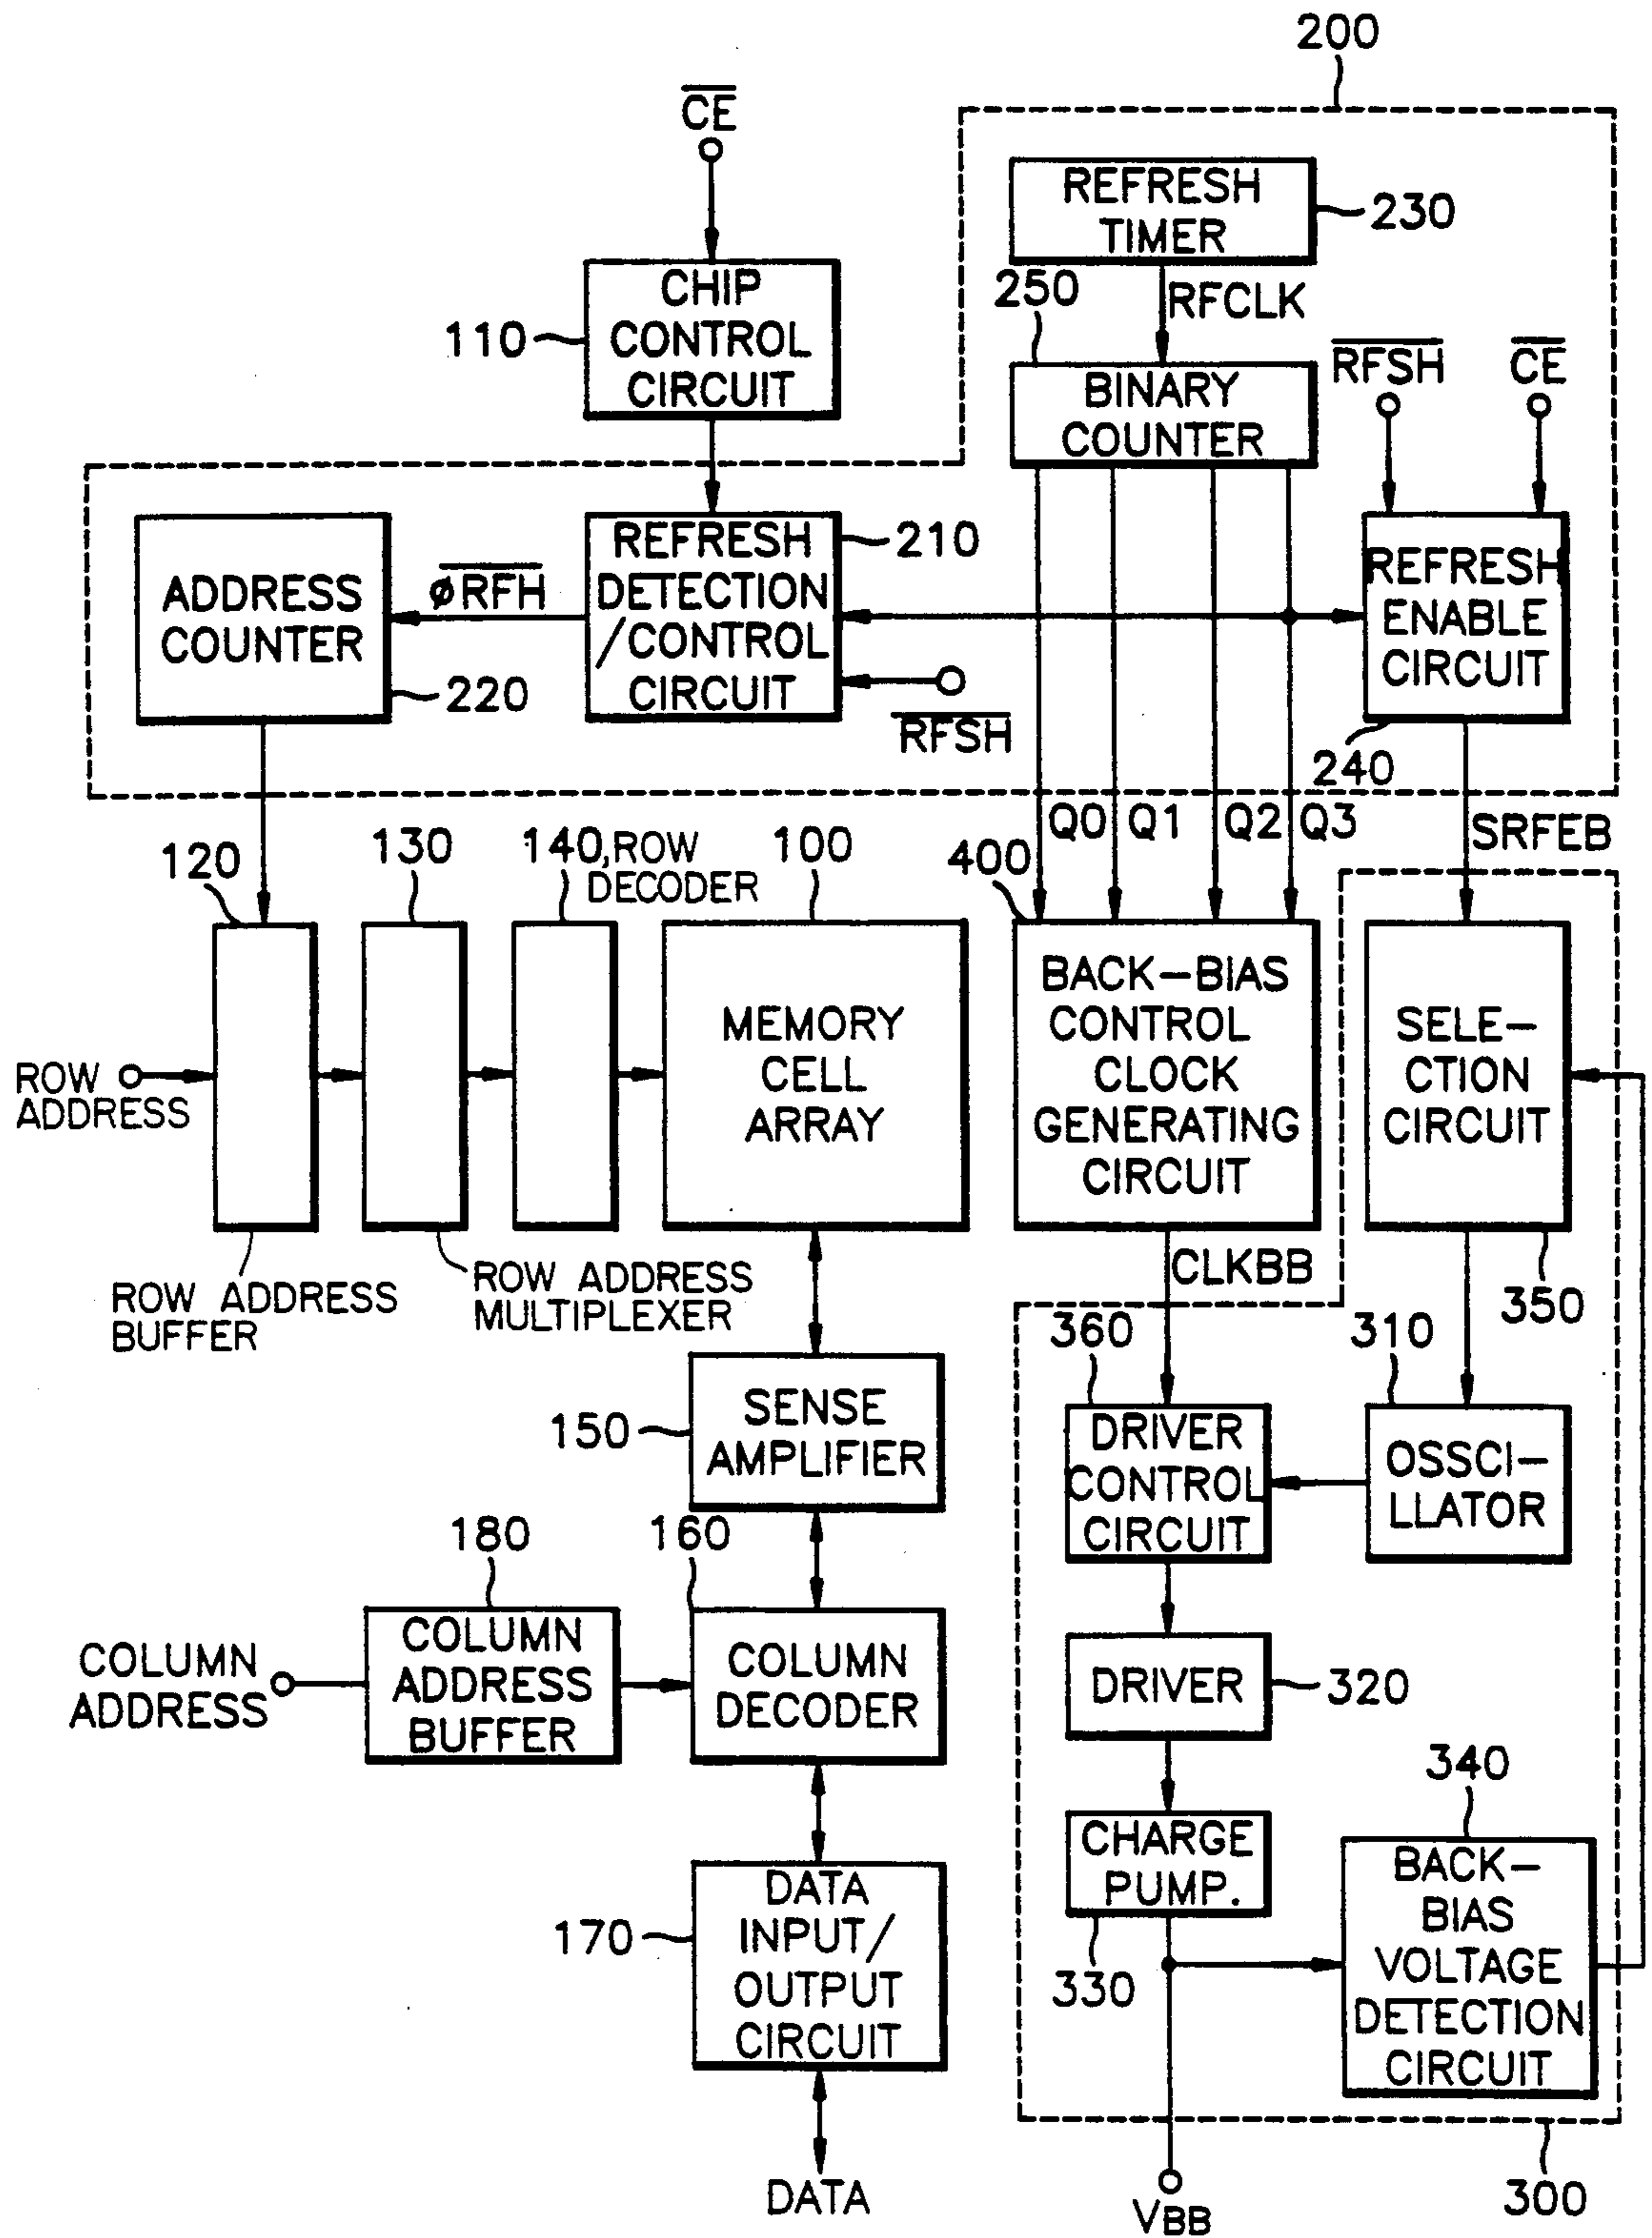 200
CE
REFRESH
TIMER
230
250
RFCLK
CHIP
CONTROL
CIRCUIT
110
RFSH
CE
BINARY
COUNTER
ADDRESS
COUNTER
220
øRFH
REFRESH
DETECTION
/CONTROL
CIRCUIT
210
RFSH
REFRESH
ENABLE
CIRCUIT
240
Q0 Q1 Q2 Q3
SRFEB
120
130
140, ROW
DECODER
100
400
ROW
ADDRESS
MEMORY
CELL
ARRAY
BACK-BIAS
CONTROL
CLOCK
GENERATING
CIRCUIT
SELE-
CTION
CIRCUIT
350
ROW ADDRESS
BUFFER
ROW ADDRESS
MULTIPLEXER
CLKBB
360
310
150
SENSE
AMPLIFIER
DRIVER
CONTROL
CIRCUIT
OSSCI-
LLATOR
180
160
COLUMN
ADDRESS
COLUMN
ADDRESS
BUFFER
COLUMN
DECODER
DRIVER
320
340
CHARGE
PUMP.
330
BACK-
BIAS
VOLTAGE
DETECTION
CIRCUIT
170
DATA
INPUT/
OUTPUT
CIRCUIT
DATA
VBB
300